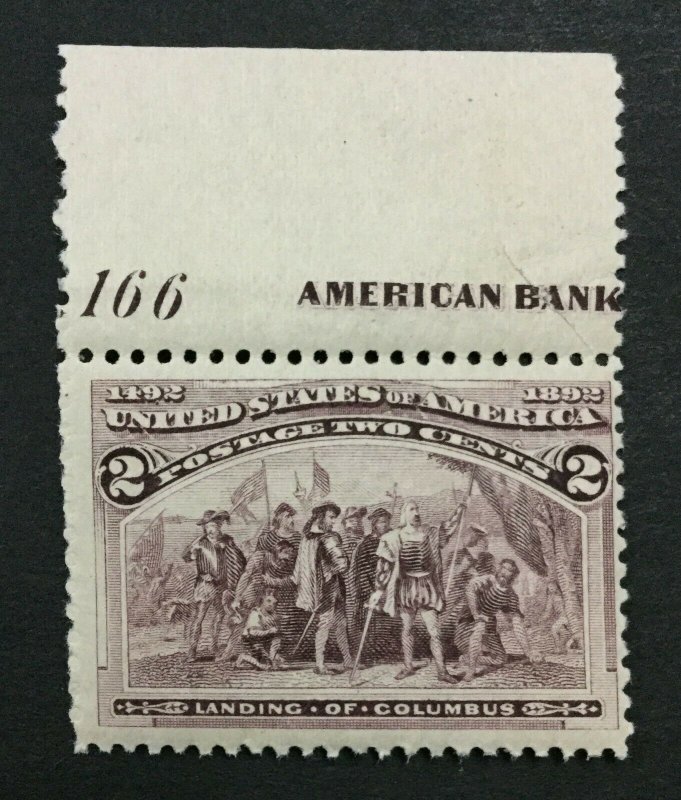 166 AMERICAN BANK
1492 1892
UNITED STATES OF AMERICA
POSTAGE TWO CENTS
2 2
LANDING · OF · COLUMBUS